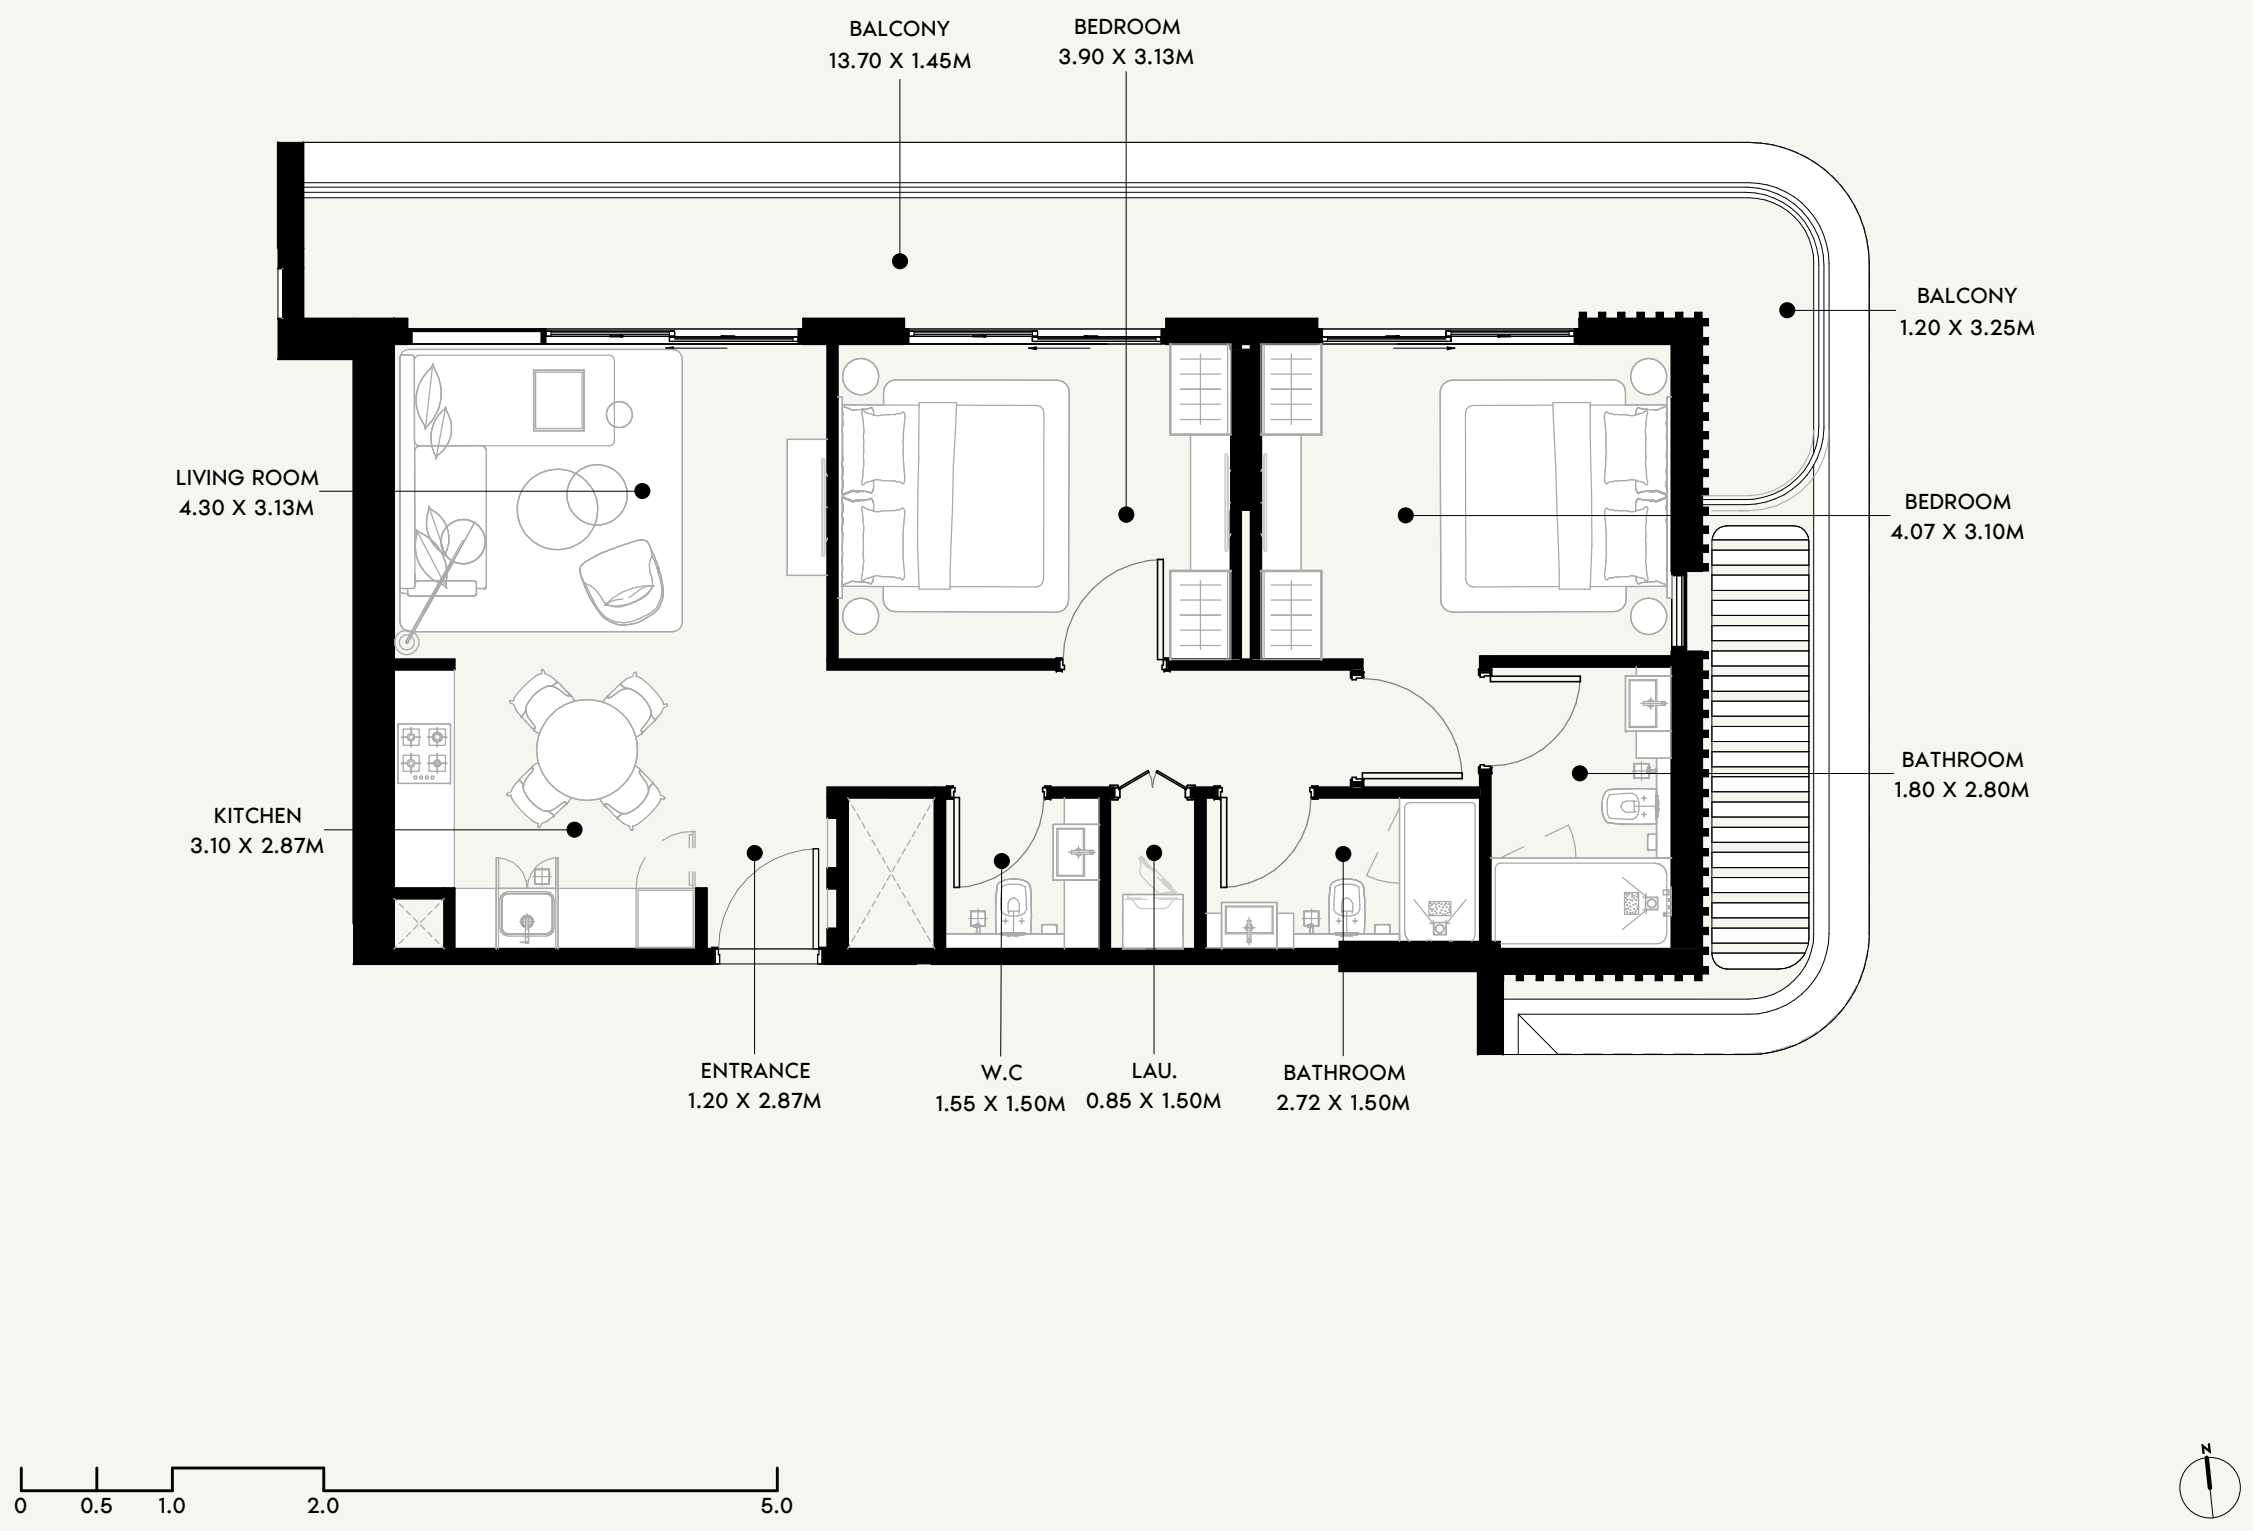 BALCONY
13.70 X 1.45M
BEDROOM
3.90 X 3.13M
BALCONY
1.20 X 3.25M
LIVING ROOM
4.30 X 3.13M
BEDROOM
4.07 X 3.10M
BATHROOM
1.80 X 2.80M
KITCHEN
3.10 X 2.87M
ENTRANCE
1.20 X 2.87M
W.C
1.55 X 1.50M
LAU.
0.85 X 1.50M
BATHROOM
2.72 X 1.50M
0 0.5 1.0 2.0 5.0
N